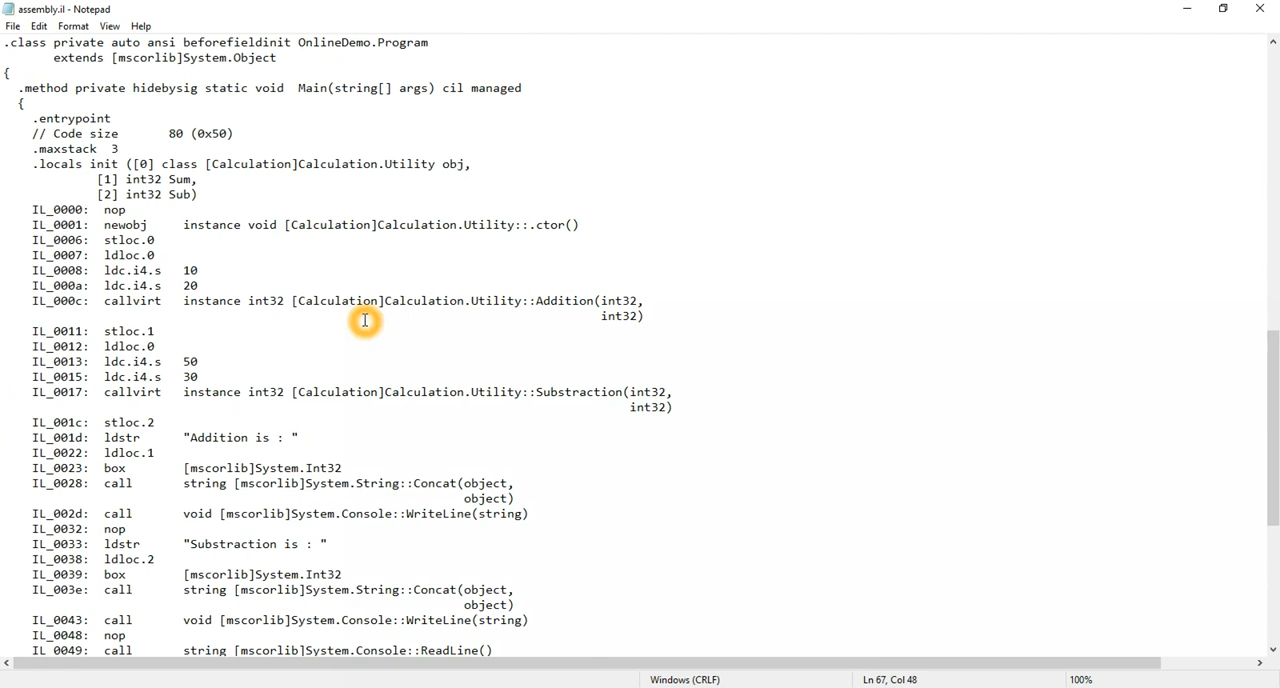 assembly.il - Notepad
File Edit Format View Help
.class private auto ansi beforefieldinit OnlineDemo.Program
extends [mscorlib]System.Object
{
.method private hidebysig static void  Main(string[] args) cil managed
{
.entrypoint
// Code size       80 (0x50)
.maxstack  3
.locals init ([0] class [Calculation]Calculation.Utility obj,
[1] int32 Sum,
[2] int32 Sub)
IL_0000:  nop
IL_0001:  newobj     instance void [Calculation]Calculation.Utility::.ctor()
IL_0006:  stloc.0
IL_0007:  ldloc.0
IL_0008:  ldc.i4.s   10
IL_000a:  ldc.i4.s   20
IL_000c:  callvirt   instance int32 [Calculation]Calculation.Utility::Addition(int32,
int32)
IL_0011:  stloc.1
IL_0012:  ldloc.0
IL_0013:  ldc.i4.s   50
IL_0015:  ldc.i4.s   30
IL_0017:  callvirt   instance int32 [Calculation]Calculation.Utility::Substraction(int32,
int32)
IL_001c:  stloc.2
IL_001d:  ldstr      "Addition is : "
IL_0022:  ldloc.1
IL_0023:  box        [mscorlib]System.Int32
IL_0028:  call       string [mscorlib]System.String::Concat(object,
object)
IL_002d:  call       void [mscorlib]System.Console::WriteLine(string)
IL_0032:  nop
IL_0033:  ldstr      "Substraction is : "
IL_0038:  ldloc.2
IL_0039:  box        [mscorlib]System.Int32
IL_003e:  call       string [mscorlib]System.String::Concat(object,
object)
IL_0043:  call       void [mscorlib]System.Console::WriteLine(string)
IL_0048:  nop
IL_0049:  call       string [mscorlib]System.Console::ReadLine()
Windows (CRLF) Ln 67, Col 48 100%